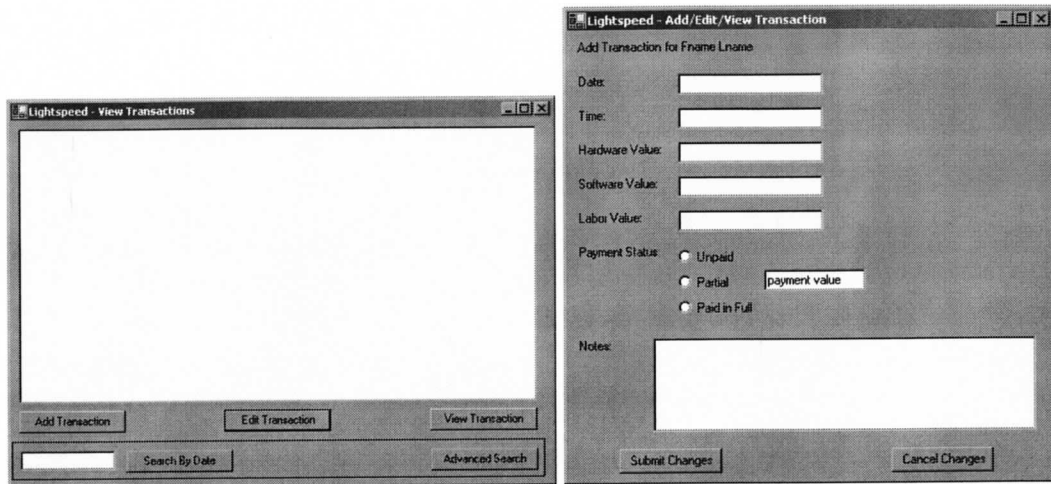 Lightspeed - View Transactions
Add Transaction
Edit Transaction
View Transaction
Search By Date
Advanced Search
Lightspeed - Add/Edit/View Transaction
Add Transaction for Fname Lname
Date:
Time:
Hardware Value:
Software Value:
Labor Value:
Payment Status:
Unpaid
Partial
payment value
Paid in Full
Notes:
Submit Changes
Cancel Changes